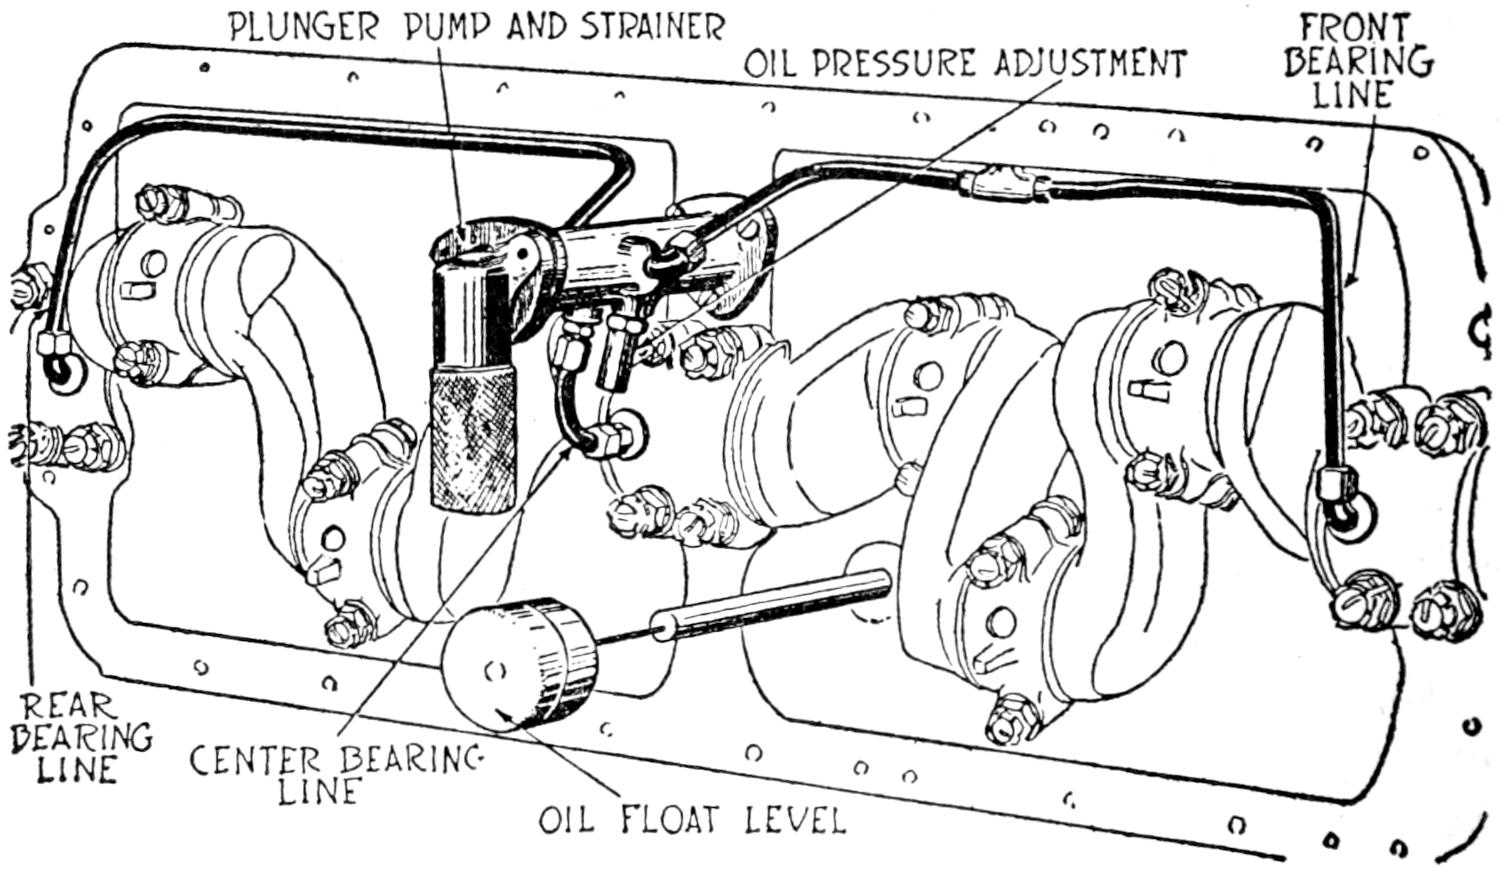 PLUNGER PUMP AND STRAINER
OIL PRESSURE ADJUSTMENT
FRONT
BEARING
LINE
REAR
BEARING
LINE
CENTER BEARING
LINE
OIL FLOAT LEVEL